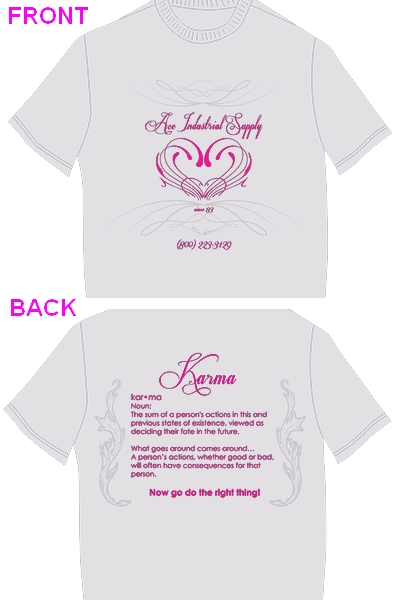 FRONT
Ace Industrial Supply
since 83
(800) 223-3129
BACK
Karma
kar•ma
Noun:
The sum of a person's actions in this and
previous states of existence, viewed as
deciding their fate in the future.
What goes around comes around...
A person's actions, whether good or bad,
will often have consequences for that
person.
Now go do the right thing!